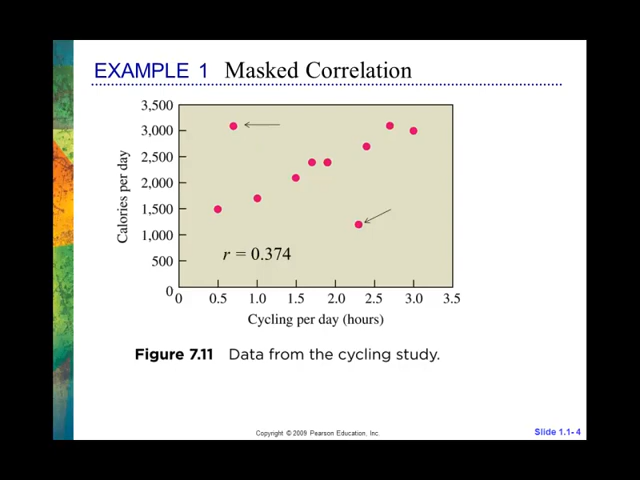 EXAMPLE 1 Masked Correlation
3,500
3,000
2,500
2,000
1,500
1,000
500
0
Calories per day
r = 0.374
0 0.5 1.0 1.5 2.0 2.5 3.0 3.5
Cycling per day (hours)
Figure 7.11 Data from the cycling study.
Copyright © 2009 Pearson Education, Inc.
Slide 1.1- 4